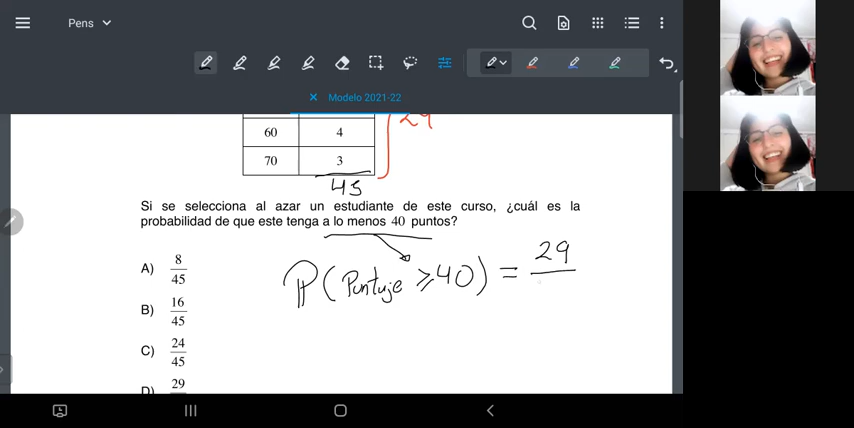 Pens
Modelo 2021-22
29
60 4
70 3
45
Si se selecciona al azar un estudiante de este curso, ¿cuál es la
probabilidad de que este tenga a lo menos 40 puntos?
A) 8/45
B) 16/45
C) 24/45
D) 29
P(Puntuje ≥40) = 29